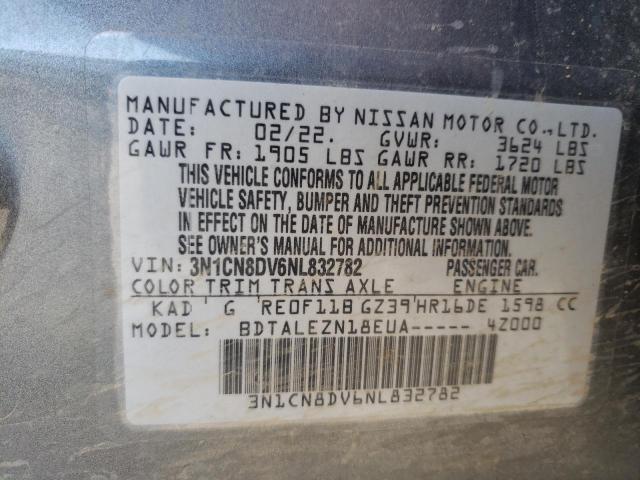 MANUFACTURED BY NISSAN MOTOR CO.,LTD.
DATE: 02/22. GVWR: 3624 LBS
GAWR FR: 1905 LBS GAWR RR: 1720 LBS
THIS VEHICLE CONFORMS TO ALL APPLICABLE FEDERAL MOTOR
VEHICLE SAFETY, BUMPER AND THEFT PREVENTION STANDARDS
IN EFFECT ON THE DATE OF MANUFACTURE SHOWN ABOVE.
SEE OWNER'S MANUAL FOR ADDITIONAL INFORMATION.
VIN: 3N1CN8DV6NL832782 PASSENGER CAR.
COLOR TRIM TRANS AXLE ENGINE
KAD G RE0F11B GZ39 HR16DE 1598 CC
MODEL: BDTALEZN18EUA----- 4Z000
3N1CN8DV6NL832782